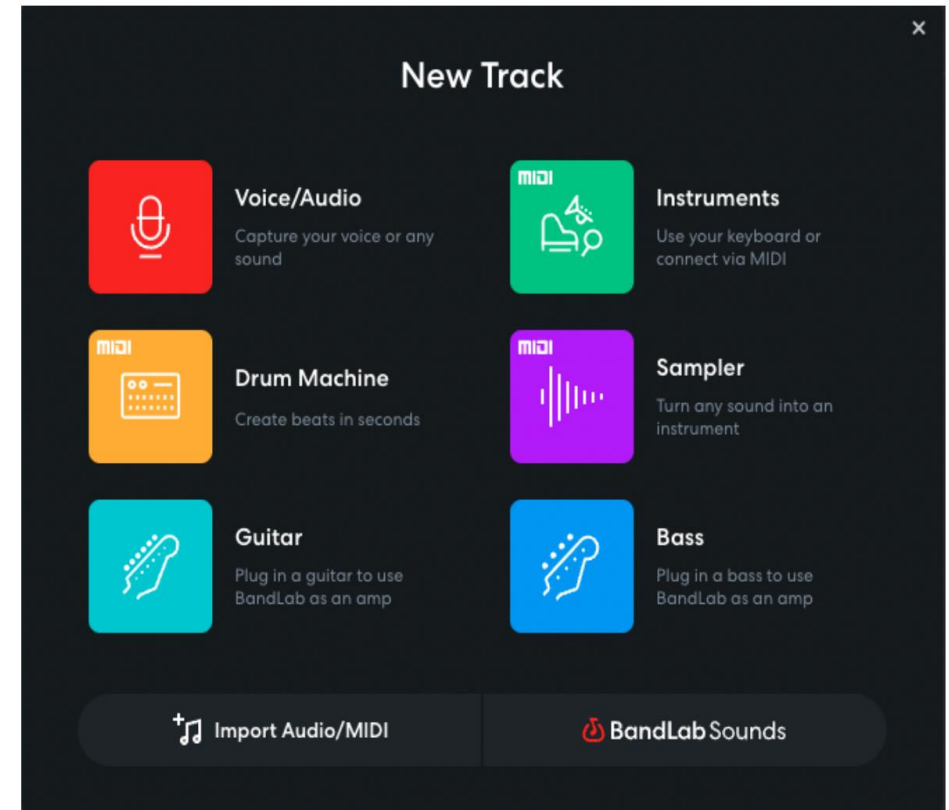 ×
New Track
Voice/Audio
Capture your voice or any
sound
MIDI
Instruments
Use your keyboard or
connect via MIDI
MIDI
Drum Machine
Create beats in seconds
MIDI
Sampler
Turn any sound into an
instrument
Guitar
Plug in a guitar to use
BandLab as an amp
Bass
Plug in a bass to use
BandLab as an amp
Import Audio/MIDI
BandLab Sounds